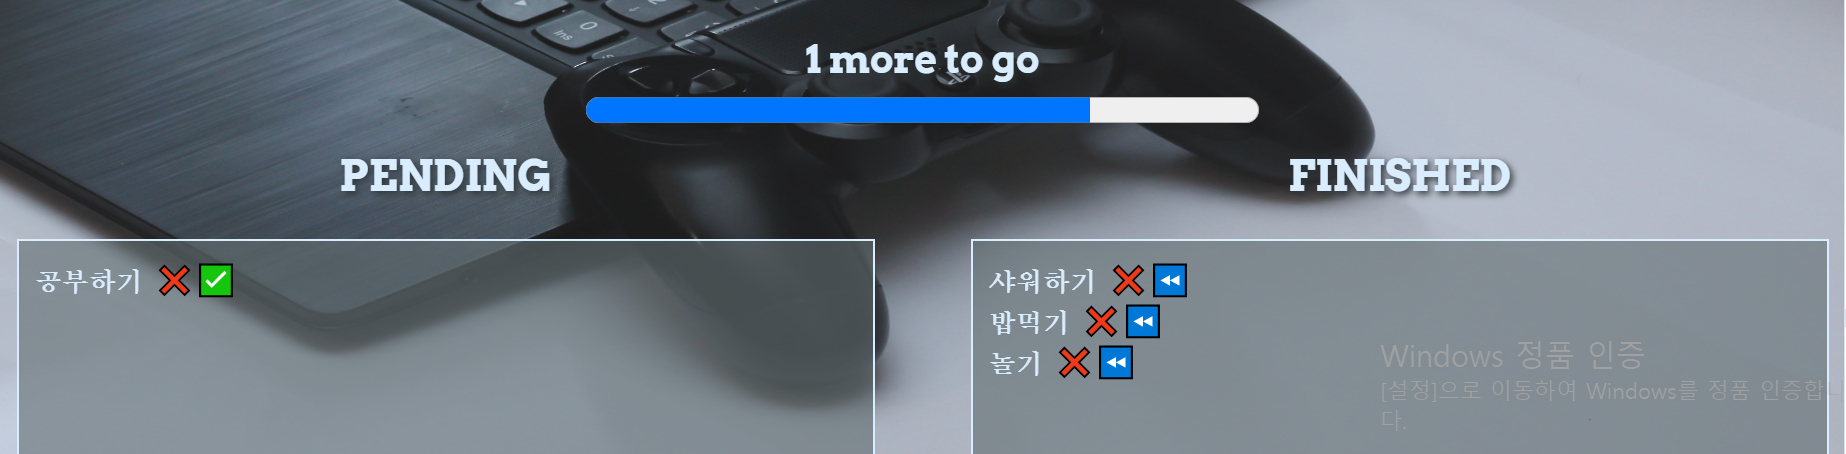 1 more to go
PENDING
FINISHED
공부하기
샤워하기
밥먹기
놀기
Windows 정품 인증
[설정]으로 이동하여 Windows를 정품 인증합니
다.
0
Ins